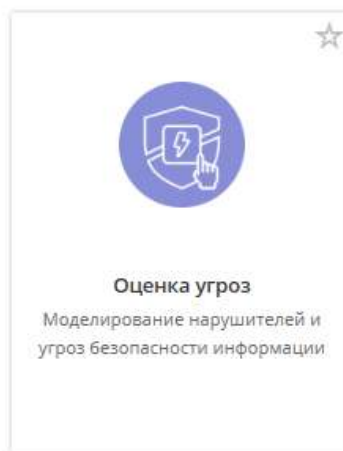 Оценка угроз
Моделирование нарушителей и
угроз безопасности информации